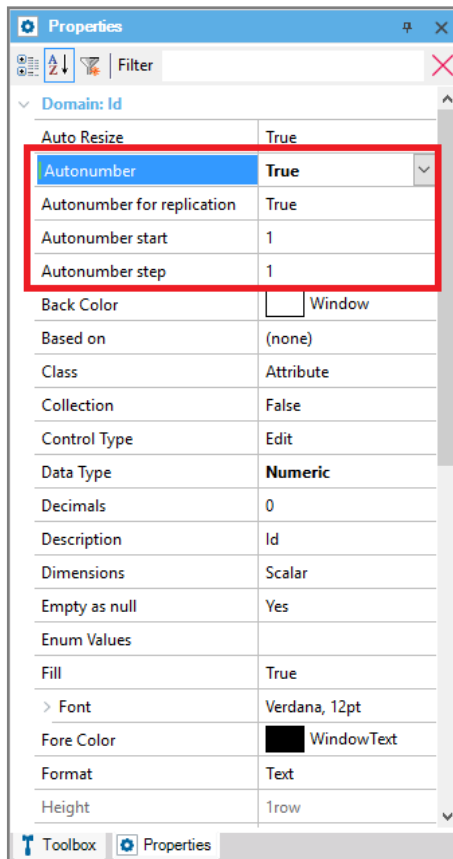 Properties
Filter
Domain: Id
Auto Resize True
Autonumber True
Autonumber for replication True
Autonumber start 1
Autonumber step 1
Back Color Window
Based on (none)
Class Attribute
Collection False
Control Type Edit
Data Type Numeric
Decimals 0
Description Id
Dimensions Scalar
Empty as null Yes
Enum Values
Fill True
Font Verdana, 12pt
Fore Color WindowText
Format Text
Height 1row
Toolbox Properties